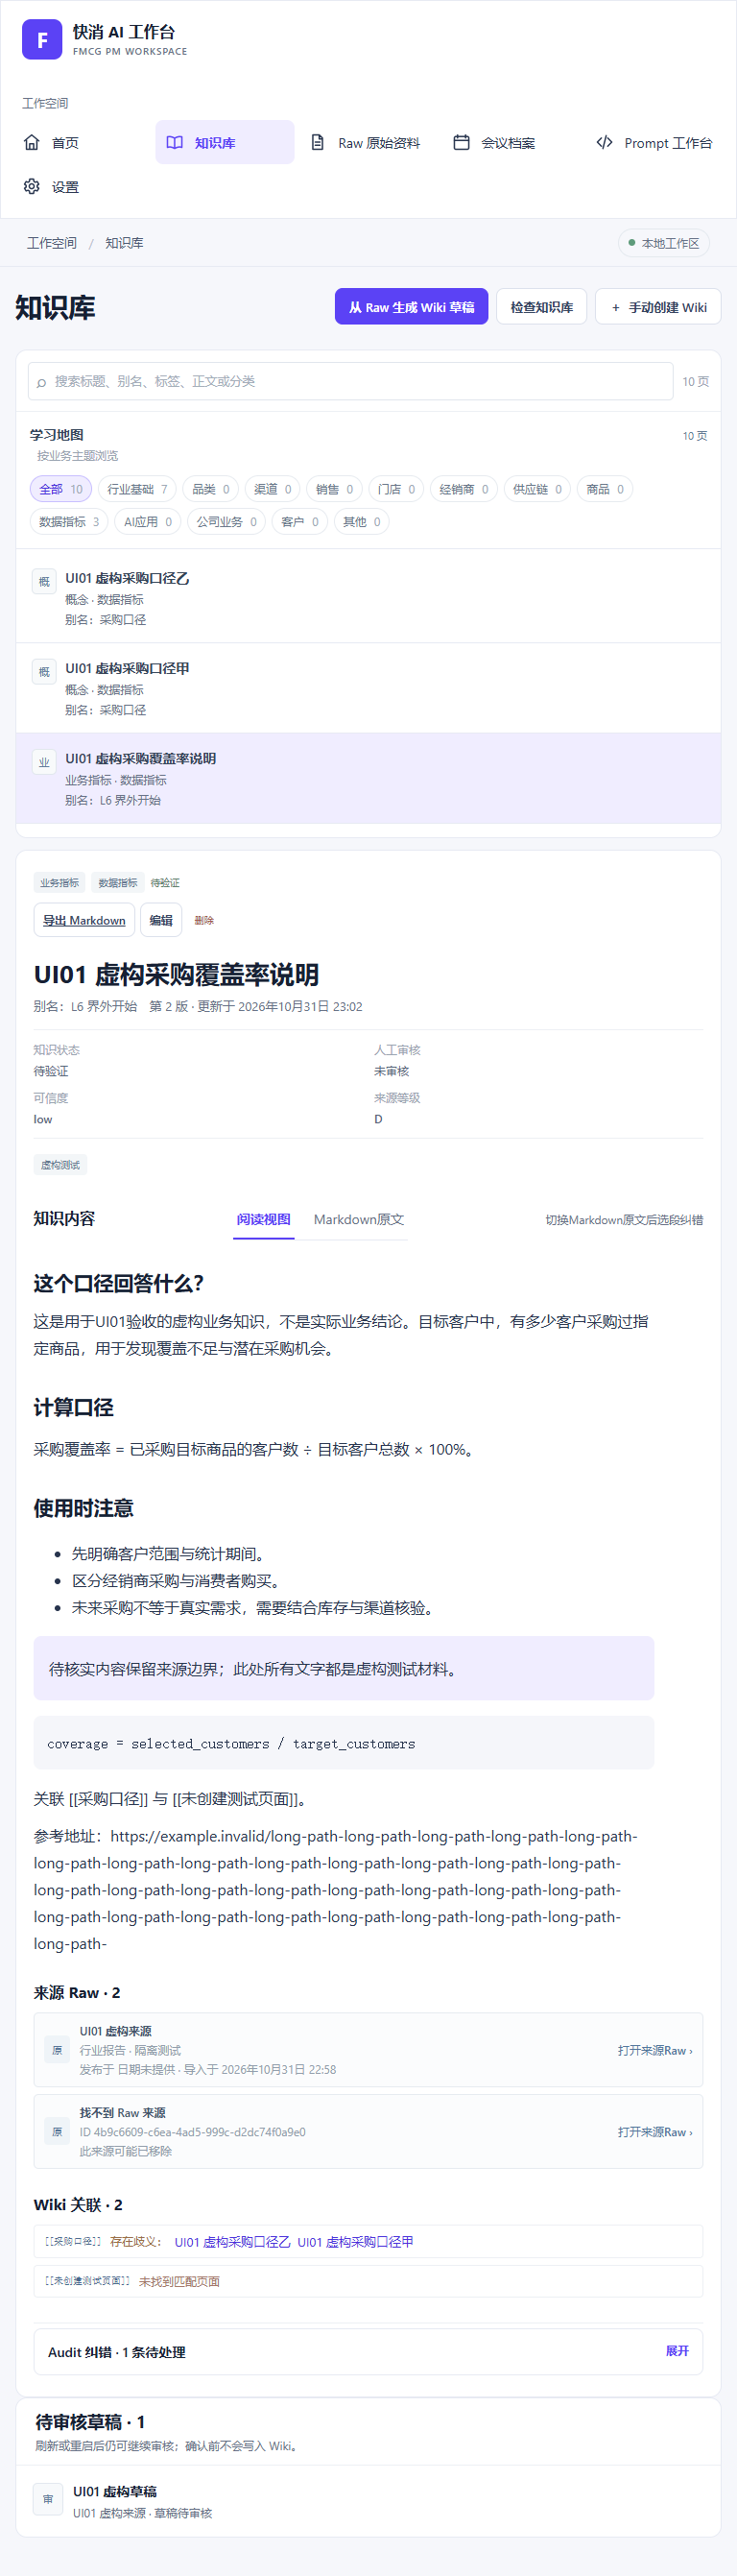 F
快消 AI 工作台
FMCG PM WORKSPACE
工作空间
首页
知识库
Raw 原始资料
会议档案
Prompt 工作台
设置
工作空间 / 知识库
本地工作区
知识库
从 Raw 生成 Wiki 草稿
检查知识库
+ 手动创建 Wiki
搜索标题、别名、标签、正文或分类
10 页
学习地图
10 页
按业务主题浏览
全部 10
行业基础 7
品类 0
渠道 0
销售 0
门店 0
经销商 0
供应链 0
商品 0
数据指标 3
AI应用 0
公司业务 0
客户 0
其他 0
概
UI01 虚构采购口径乙
概念 · 数据指标
别名：采购口径
概
UI01 虚构采购口径甲
概念 · 数据指标
别名：采购口径
业
UI01 虚构采购覆盖率说明
业务指标 · 数据指标
别名：L6 界外开始
业务指标 数据指标 待验证
导出 Markdown
编辑
删除
UI01 虚构采购覆盖率说明
别名：L6 界外开始 第 2 版 · 更新于 2026年10月31日 23:02
知识状态
待验证
人工审核
未审核
可信度
low
来源等级
D
虚构测试
知识内容
阅读视图
Markdown原文
切换Markdown原文后选段纠错
这个口径回答什么？
这是用于UI01验收的虚构业务知识，不是实际业务结论。目标客户中，有多少客户采购过指
定商品，用于发现覆盖不足与潜在采购机会。
计算口径
采购覆盖率 = 已采购目标商品的客户数 ÷ 目标客户总数 × 100%。
使用时注意
• 先明确客户范围与统计期间。
• 区分经销商采购与消费者购买。
• 未来采购不等于真实需求，需要结合库存与渠道核验。
待核实内容保留来源边界；此处所有文字都是虚构测试材料。
coverage = selected_customers / target_customers
关联 [[采购口径]] 与 [[未创建测试页面]]。
参考地址：https://example.invalid/long-path-long-path-long-path-long-path-long-path-
long-path-long-path-long-path-long-path-long-path-long-path-long-path-long-path-
long-path-long-path-long-path-long-path-long-path-long-path-long-path-long-path-
long-path-long-path-long-path-long-path-long-path-long-path-long-path-long-path-
long-path-
来源 Raw · 2
原
UI01 虚构来源
行业报告 · 隔离测试
发布于 日期未提供 · 导入于 2026年10月31日 22:58
打开来源Raw ›
原
找不到 Raw 来源
ID 4b9c6609-c6ea-4ad5-999c-d2dc74f0a9e0
此来源可能已移除
打开来源Raw ›
Wiki 关联 · 2
[[采购口径]] 存在歧义： UI01 虚构采购口径乙 UI01 虚构采购口径甲
[[未创建测试页面]] 未找到匹配页面
Audit 纠错 · 1 条待处理
展开
待审核草稿 · 1
刷新或重启后仍可继续审核；确认前不会写入 Wiki。
审
UI01 虚构草稿
UI01 虚构来源 · 草稿待审核